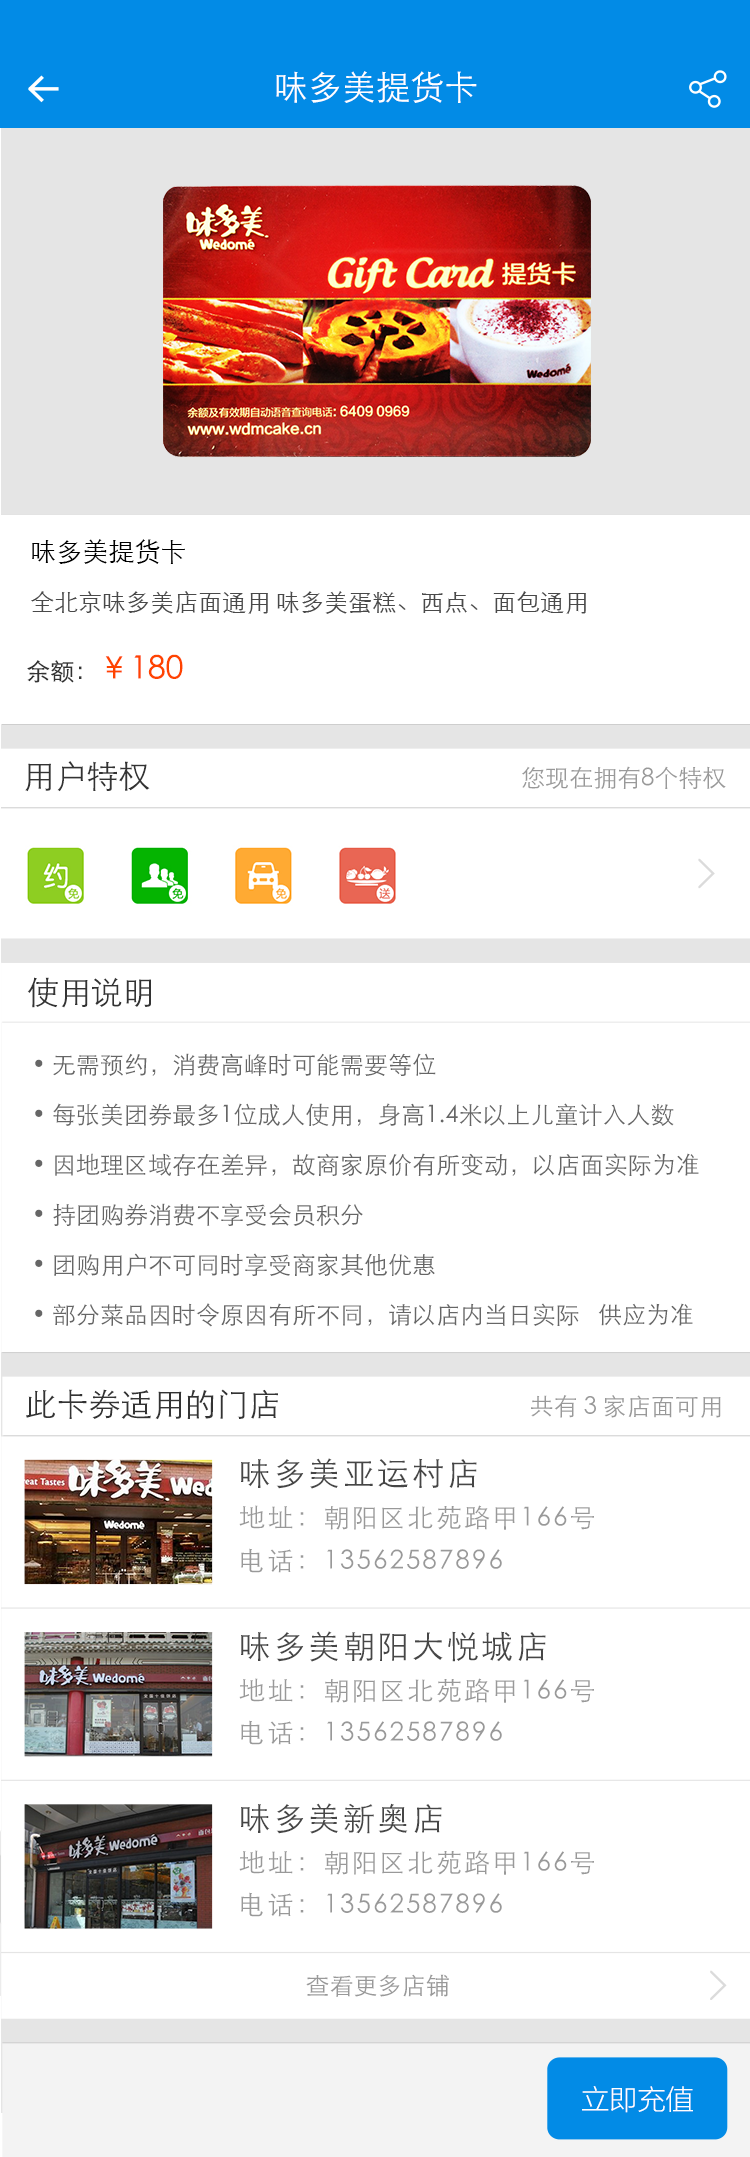 味多美提货卡
味多美
Wedomé
Gift Card 提货卡
Wedomé
余额及有效期自动语音查询电话: 6409 0969
www.wdmcake.cn
味多美提货卡
全北京味多美店面通用 味多美蛋糕、西点、面包通用
余额： ¥ 180
用户特权 您现在拥有8个特权
约 免 免 免 送
使用说明
• 无需预约，消费高峰时可能需要等位
• 每张美团券最多1位成人使用，身高1.4米以上儿童计入人数
• 因地理区域存在差异，故商家原价有所变动，以店面实际为准
• 持团购券消费不享受会员积分
• 团购用户不可同时享受商家其他优惠
• 部分菜品因时令原因有所不同，请以店内当日实际 供应为准
此卡券适用的门店 共有 3 家店面可用
eat Tastes 味多美 Wed
Wedomé
味多美亚运村店
地址：朝阳区北苑路甲166号
电话：13562587896
味多美 Wedomé
味多美朝阳大悦城店
地址：朝阳区北苑路甲166号
电话：13562587896
味多美 Wedomé
味多美新奥店
地址：朝阳区北苑路甲166号
电话：13562587896
查看更多店铺
立即充值